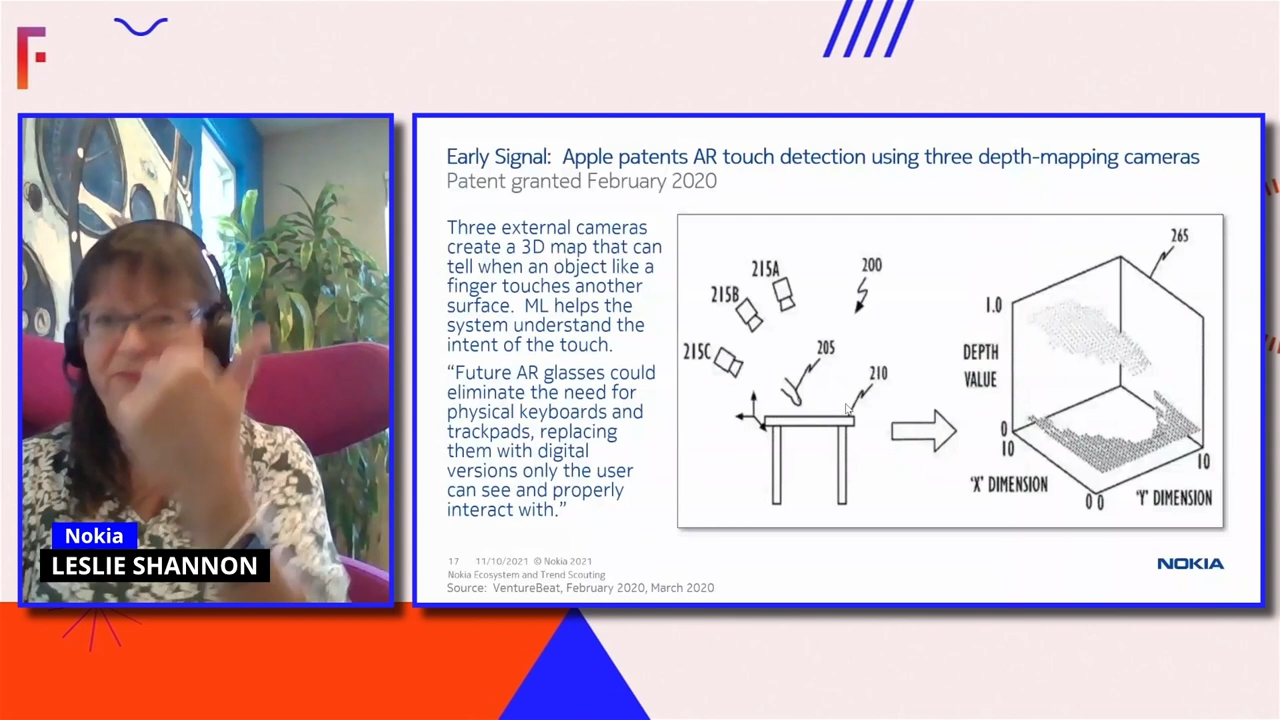 F
Nokia
LESLIE SHANNON
Early Signal: Apple patents AR touch detection using three depth-mapping cameras
Patent granted February 2020
Three external cameras
create a 3D map that can
tell when an object like a
finger touches another
surface. ML helps the
system understand the
intent of the touch.
“Future AR glasses could
eliminate the need for
physical keyboards and
trackpads, replacing
them with digital
versions only the user
can see and properly
interact with.”
215A
200
215B
215C
205
210
265
1.0
DEPTH
VALUE
0
10
'X' DIMENSION
0 0
10
'Y' DIMENSION
17 11/10/2021 © Nokia 2021
Nokia Ecosystem and Trend Scouting
Source: VentureBeat, February 2020, March 2020
NOKIA